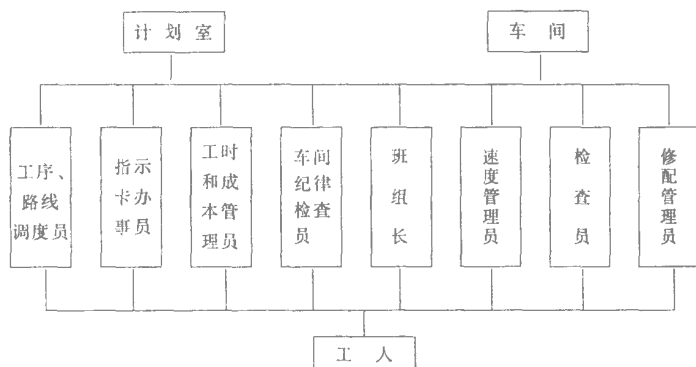 计划室
车间
工序、
路线
调度员
指示
卡办
事员
工时
和成
本管
理员
车间
纪律
检查
员
班
组
长
速
度
管
理
员
检
查
员
修
配
管
理
员
工人